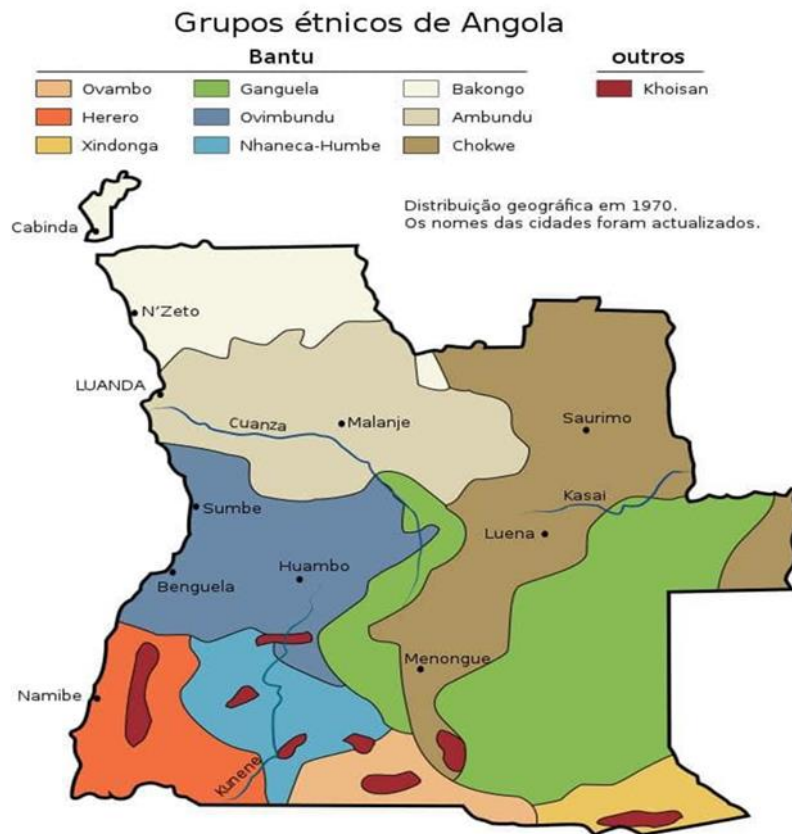 Grupos étnicos de Angola
Bantu
outros
Ovambo
Ganguela
Bakongo
Khoisan
Herero
Ovimbundu
Ambundu
Xindonga
Nhaneca-Humbe
Chokwe
Distribuição geográfica em 1970.
Os nomes das cidades foram actualizados.
Cabinda
N'Zeto
LUANDA
Cuanza
Malanje
Saurimo
Sumbe
Kasai
Luena
Benguela
Huambo
Menongue
Namibe
Kunene